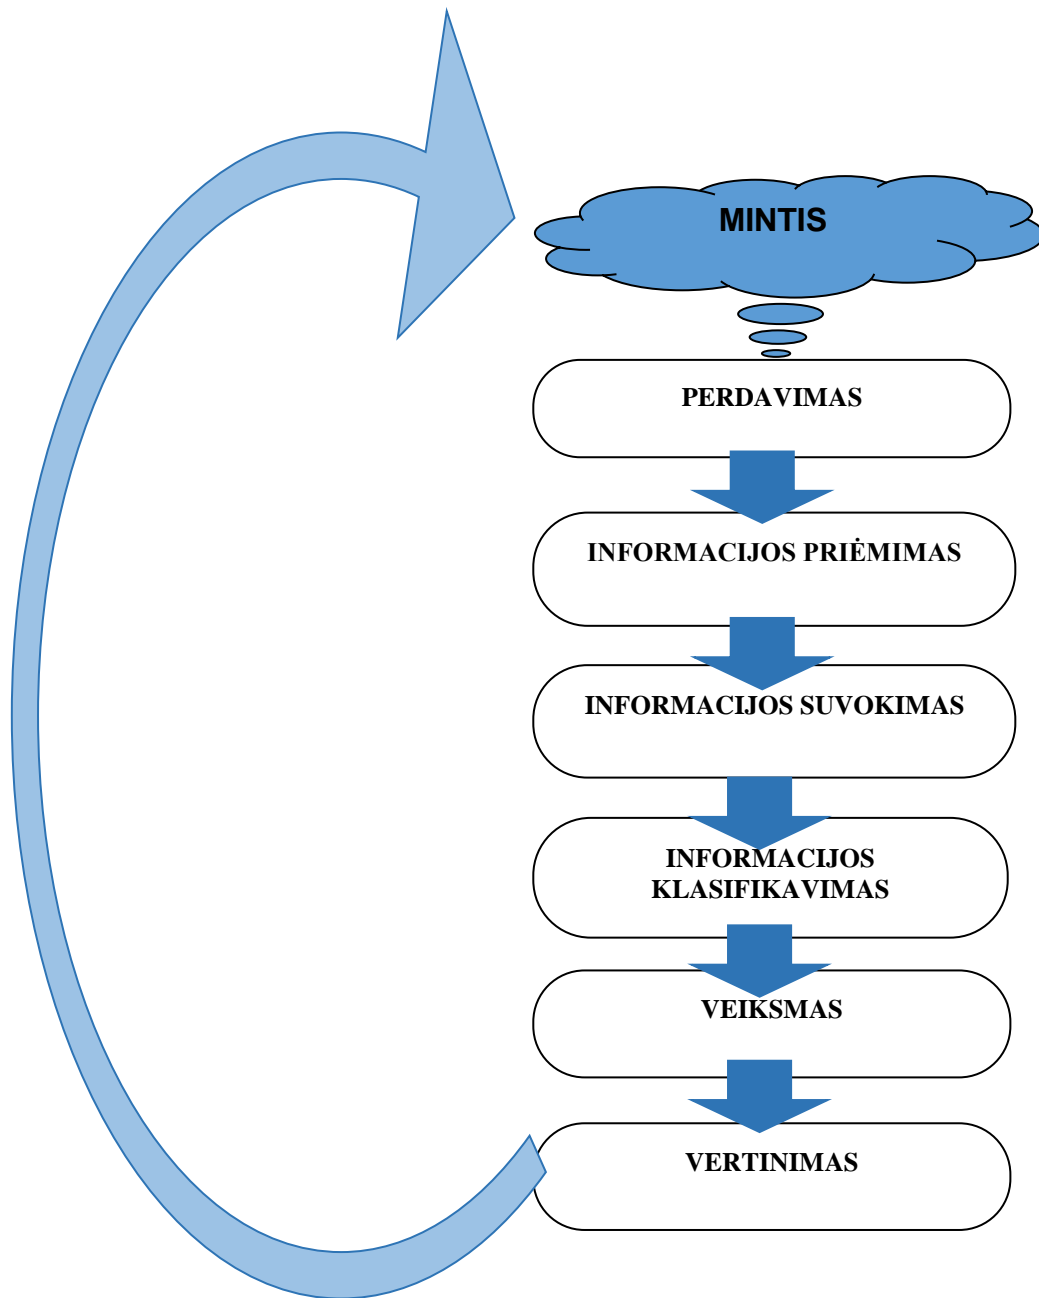 MINTIS
PERDAVIMAS
INFORMACIJOS PRIĖMIMAS
INFORMACIJOS SUVOKIMAS
INFORMACIJOS
KLASIFIKAVIMAS
VEIKSMAS
VERTINIMAS